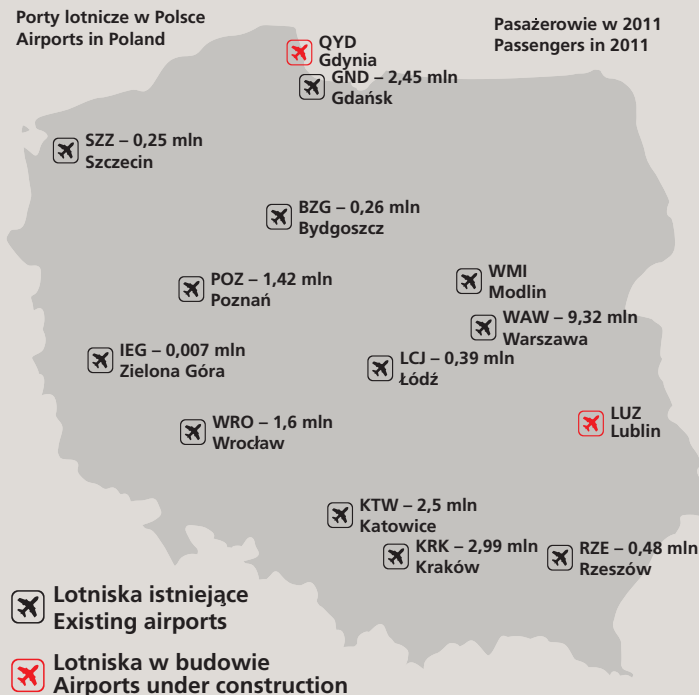 Porty lotnicze w Polsce
Airports in Poland
Pasażerowie w 2011
Passengers in 2011
QYD
Gdynia
GND – 2,45 mln
Gdańsk
SZZ – 0,25 mln
Szczecin
BZG – 0,26 mln
Bydgoszcz
POZ – 1,42 mln
Poznań
WMI
Modlin
WAW – 9,32 mln
Warszawa
IEG – 0,007 mln
Zielona Góra
LCJ – 0,39 mln
Łódź
LUZ
Lublin
WRO – 1,6 mln
Wrocław
KTW – 2,5 mln
Katowice
KRK – 2,99 mln
Kraków
RZE – 0,48 mln
Rzeszów
Lotniska istniejące
Existing airports
Lotniska w budowie
Airports under construction